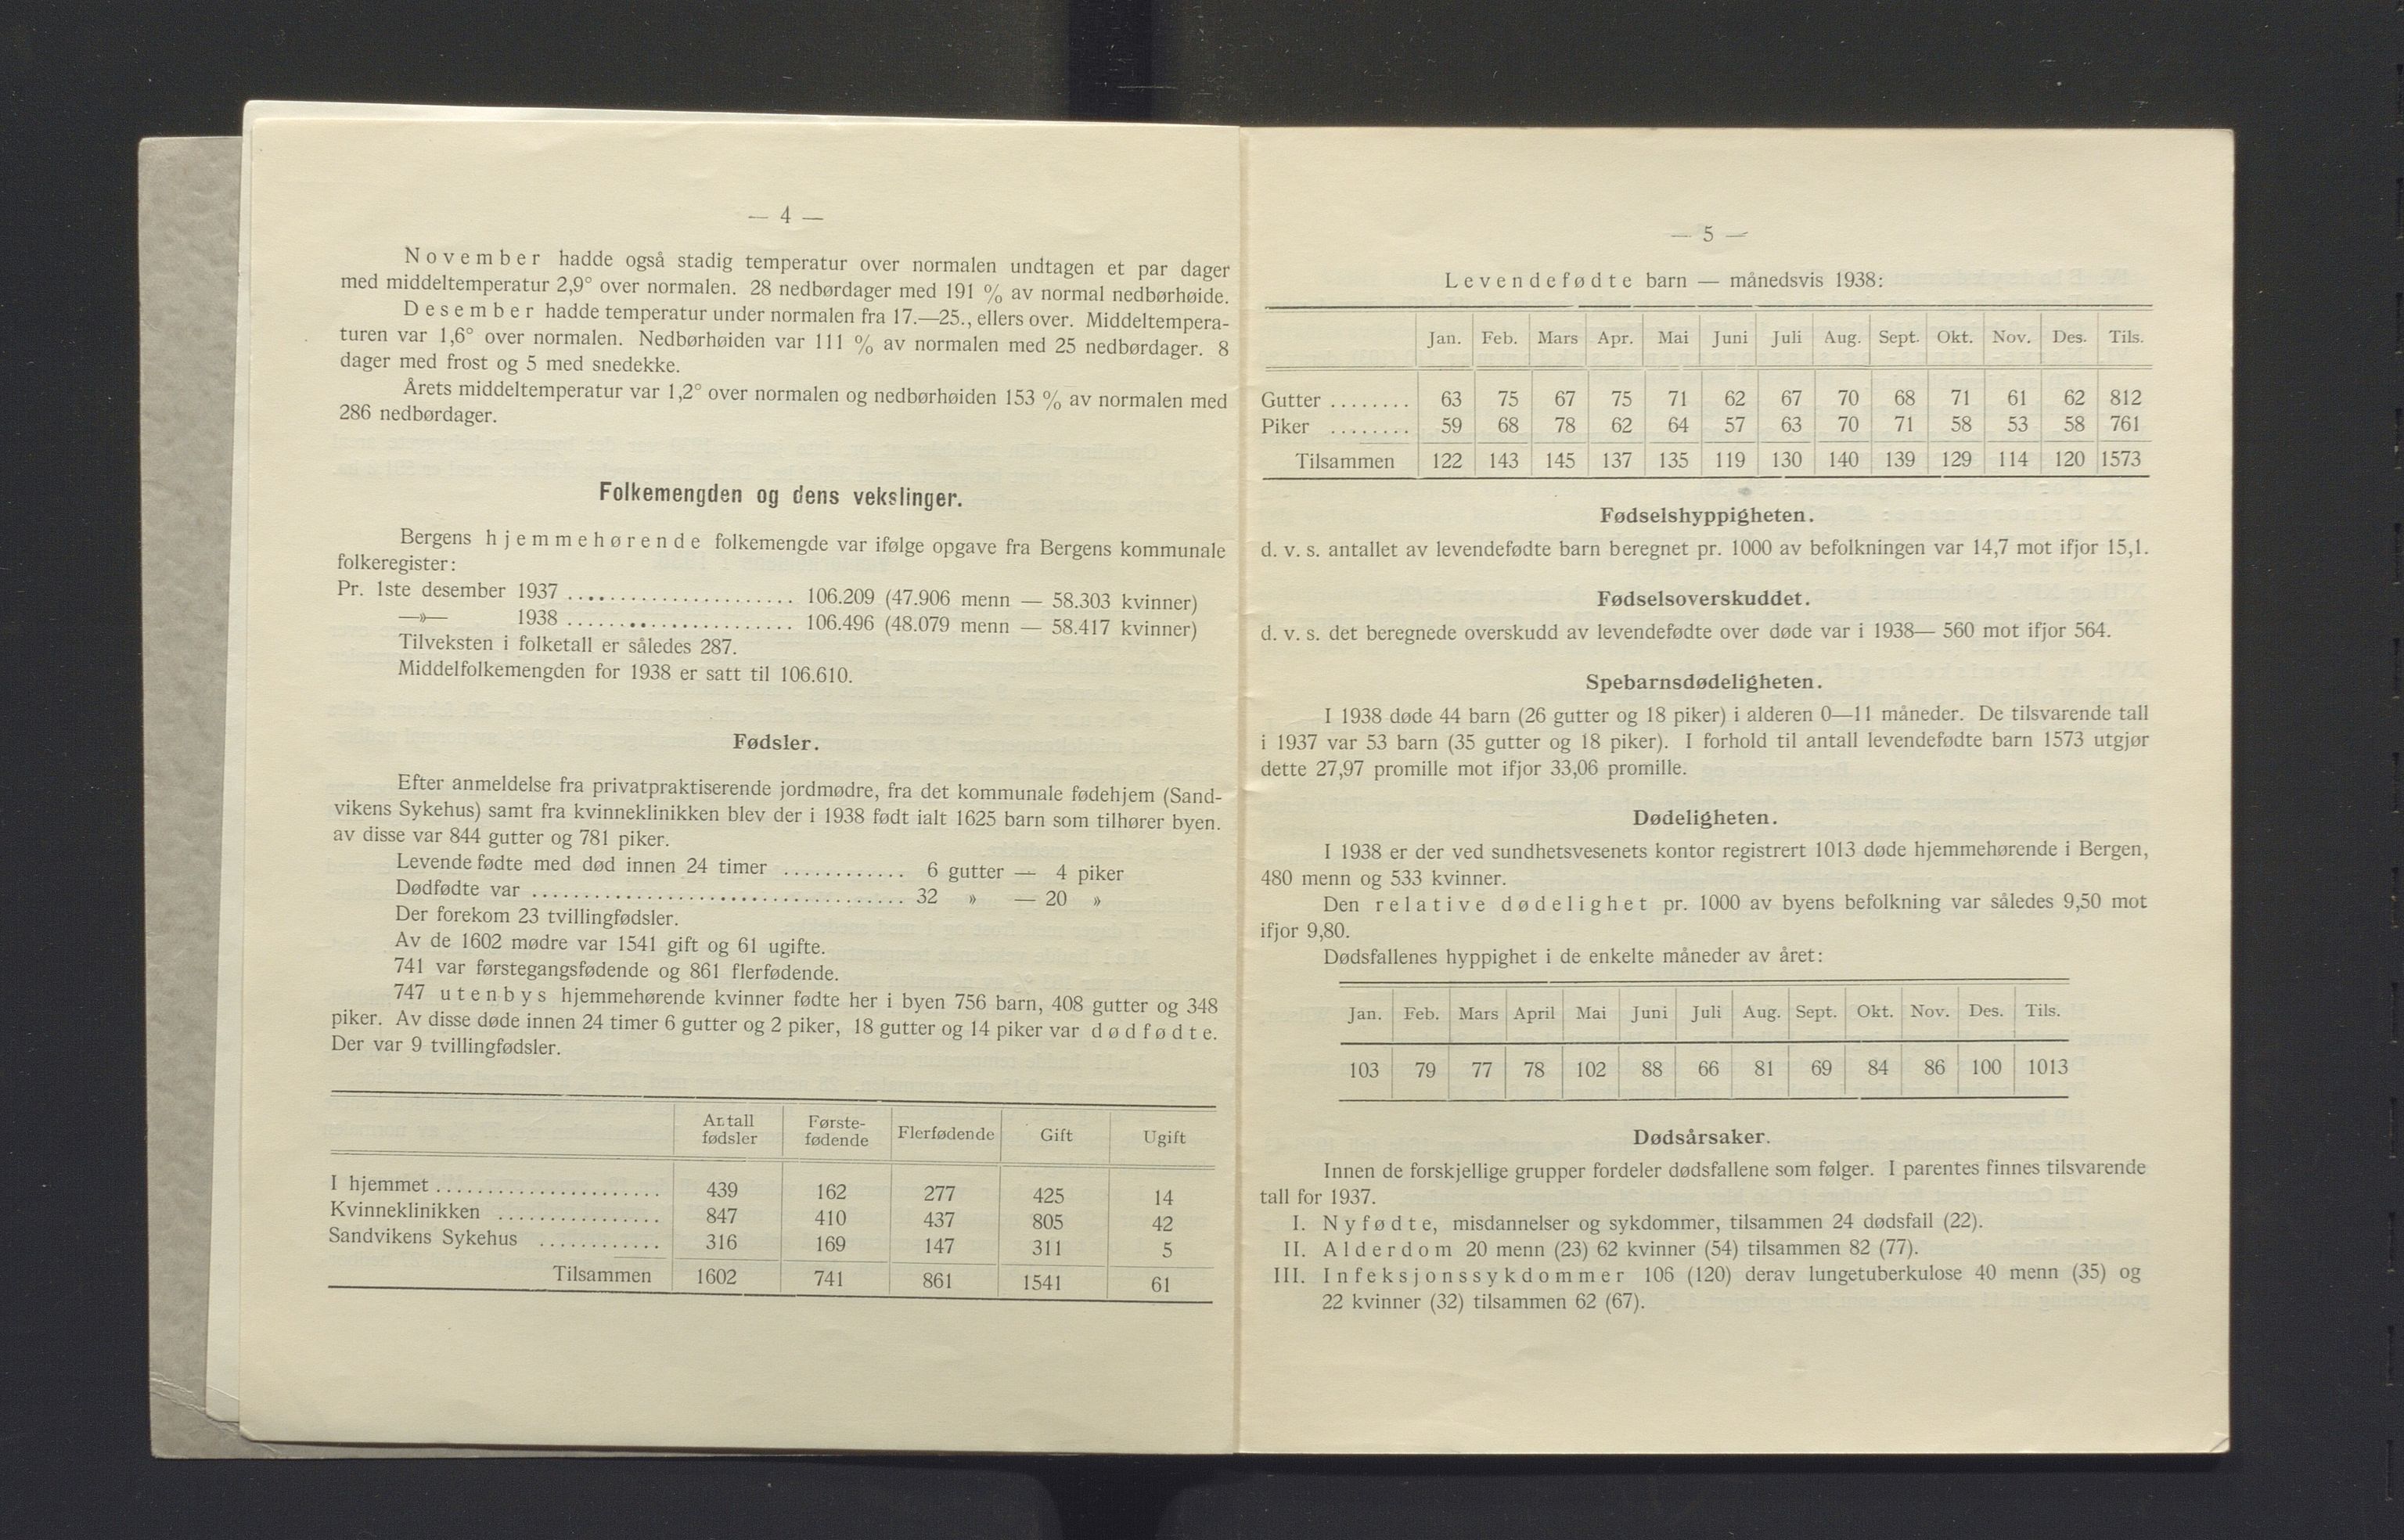 — 4 —
November hadde også stadig temperatur over normalen undtagen et par dager
med middeltemperatur 2,9° over normalen. 28 nedbørdager med 191 % av normal nedbørhøide.
Desember hadde temperatur under normalen fra 17.—25., ellers over. Middeltempera-
turen var 1,6° over normalen. Nedbørhøiden var 111 % av normalen med 25 nedbørdager. 8
dager med frost og 5 med snedekke.
Årets middeltemperatur var 1,2° over normalen og nedbørhøiden 153 % av normalen med
286 nedbørdager.
Folkemengden og dens vekslinger.
Bergens hjemmehørende folkemengde var ifølge opgave fra Bergens kommunale
folkeregister:
Pr. 1ste desember 1937 ...................... 106.209 (47.906 menn — 58.303 kvinner)
—»— 1938 ...................... 106.496 (48.079 menn — 58.417 kvinner)
Tilveksten i folketall er således 287.
Middelfolkemengden for 1938 er satt til 106.610.
Fødsler.
Efter anmeldelse fra privatpraktiserende jordmødre, fra det kommunale fødehjem (Sand-
vikens Sykehus) samt fra kvinneklinikken blev der i 1938 født ialt 1625 barn som tilhører byen.
av disse var 844 gutter og 781 piker.
Levende fødte med død innen 24 timer ............ 6 gutter — 4 piker
Dødfødte var .................................... 32 » — 20 »
Der forekom 23 tvillingfødsler.
Av de 1602 mødre var 1541 gift og 61 ugifte.
741 var førstegangsfødende og 861 flerfødende.
747 utenbys hjemmehørende kvinner fødte her i byen 756 barn, 408 gutter og 348
piker. Av disse døde innen 24 timer 6 gutter og 2 piker, 18 gutter og 14 piker var dødfødte.
Der var 9 tvillingfødsler.
Antall fødsler Første-fødende Flerfødende Gift Ugift
I hjemmet ...................... 439 162 277 425 14
Kvinneklinikken ................ 847 410 437 805 42
Sandvikens Sykehus ............ 316 169 147 311 5
Tilsammen 1602 741 861 1541 61
— 5 —
Levendefødte barn — månedsvis 1938:
Jan. Feb. Mars Apr. Mai Juni Juli Aug. Sept. Okt. Nov. Des. Tils.
Gutter ........ 63 75 67 75 71 62 67 70 68 71 61 62 812
Piker ........ 59 68 78 62 64 57 63 70 71 58 53 58 761
Tilsammen 122 143 145 137 135 119 130 140 139 129 114 120 1573
Fødselshyppigheten.
d. v. s. antallet av levendefødte barn beregnet pr. 1000 av befolkningen var 14,7 mot ifjor 15,1.
Fødselsoverskuddet.
d. v. s. det beregnede overskudd av levendefødte over døde var i 1938— 560 mot ifjor 564.
Spebarnsdødeligheten.
I 1938 døde 44 barn (26 gutter og 18 piker) i alderen 0—11 måneder. De tilsvarende tall
i 1937 var 53 barn (35 gutter og 18 piker). I forhold til antall levendefødte barn 1573 utgjør
dette 27,97 promille mot ifjor 33,06 promille.
Dødeligheten.
I 1938 er der ved sundhetsvesenets kontor registrert 1013 døde hjemmehørende i Bergen,
480 menn og 533 kvinner.
Den relative dødelighet pr. 1000 av byens befolkning var således 9,50 mot
ifjor 9,80.
Dødsfallenes hyppighet i de enkelte måneder av året:
Jan. Feb. Mars April Mai Juni Juli Aug. Sept. Okt. Nov. Des. Tils.
103 79 77 78 102 88 66 81 69 84 86 100 1013
Dødsårsaker.
Innen de forskjellige grupper fordeler dødsfallene som følger. I parentes finnes tilsvarende
tall for 1937.
I. Nyfødte, misdannelser og sykdommer, tilsammen 24 dødsfall (22).
II. Alderdom 20 menn (23) 62 kvinner (54) tilsammen 82 (77).
III. Infeksjonssykdommer 106 (120) derav lungetuberkulose 40 menn (35) og
22 kvinner (32) tilsammen 62 (67).